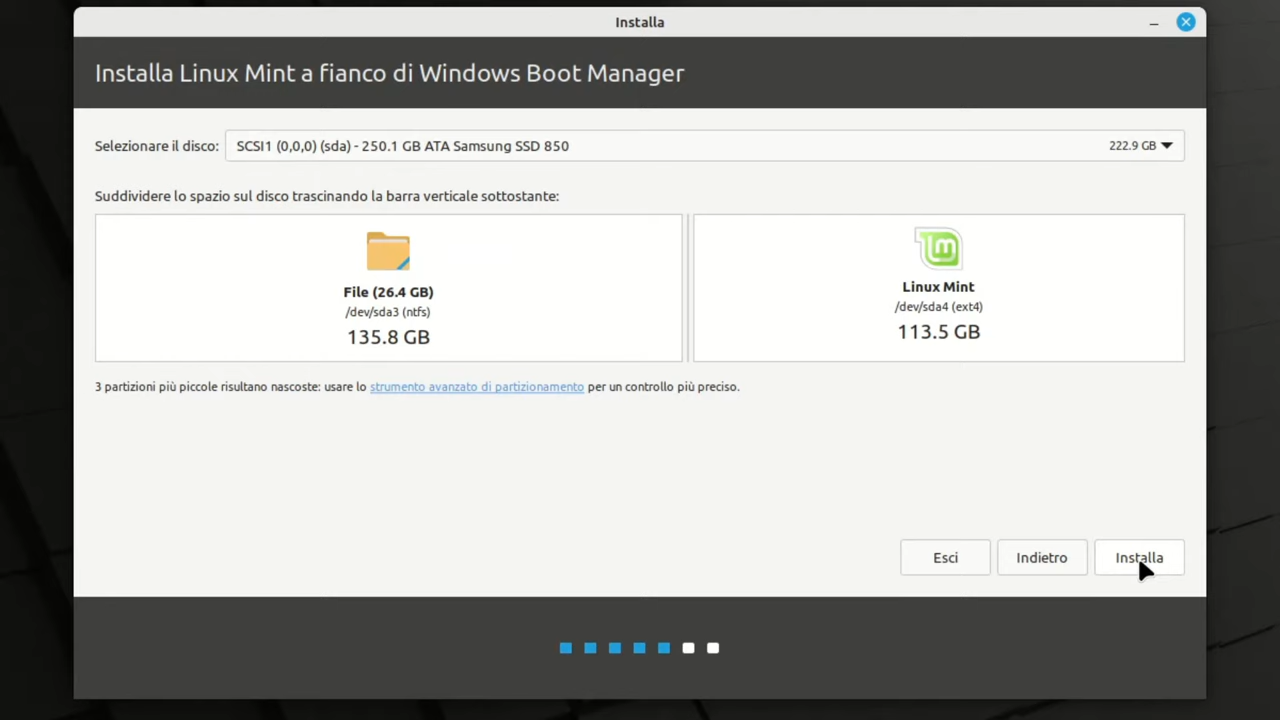 Installa
Installa Linux Mint a fianco di Windows Boot Manager
Selezionare il disco: SCSI1 (0,0,0) (sda) - 250.1 GB ATA Samsung SSD 850 222.9 GB
Suddividere lo spazio sul disco trascinando la barra verticale sottostante:
File (26.4 GB)
/dev/sda3 (ntfs)
135.8 GB
Linux Mint
/dev/sda4 (ext4)
113.5 GB
3 partizioni più piccole risultano nascoste: usare lo strumento avanzato di partizionamento per un controllo più preciso.
Esci Indietro Installa